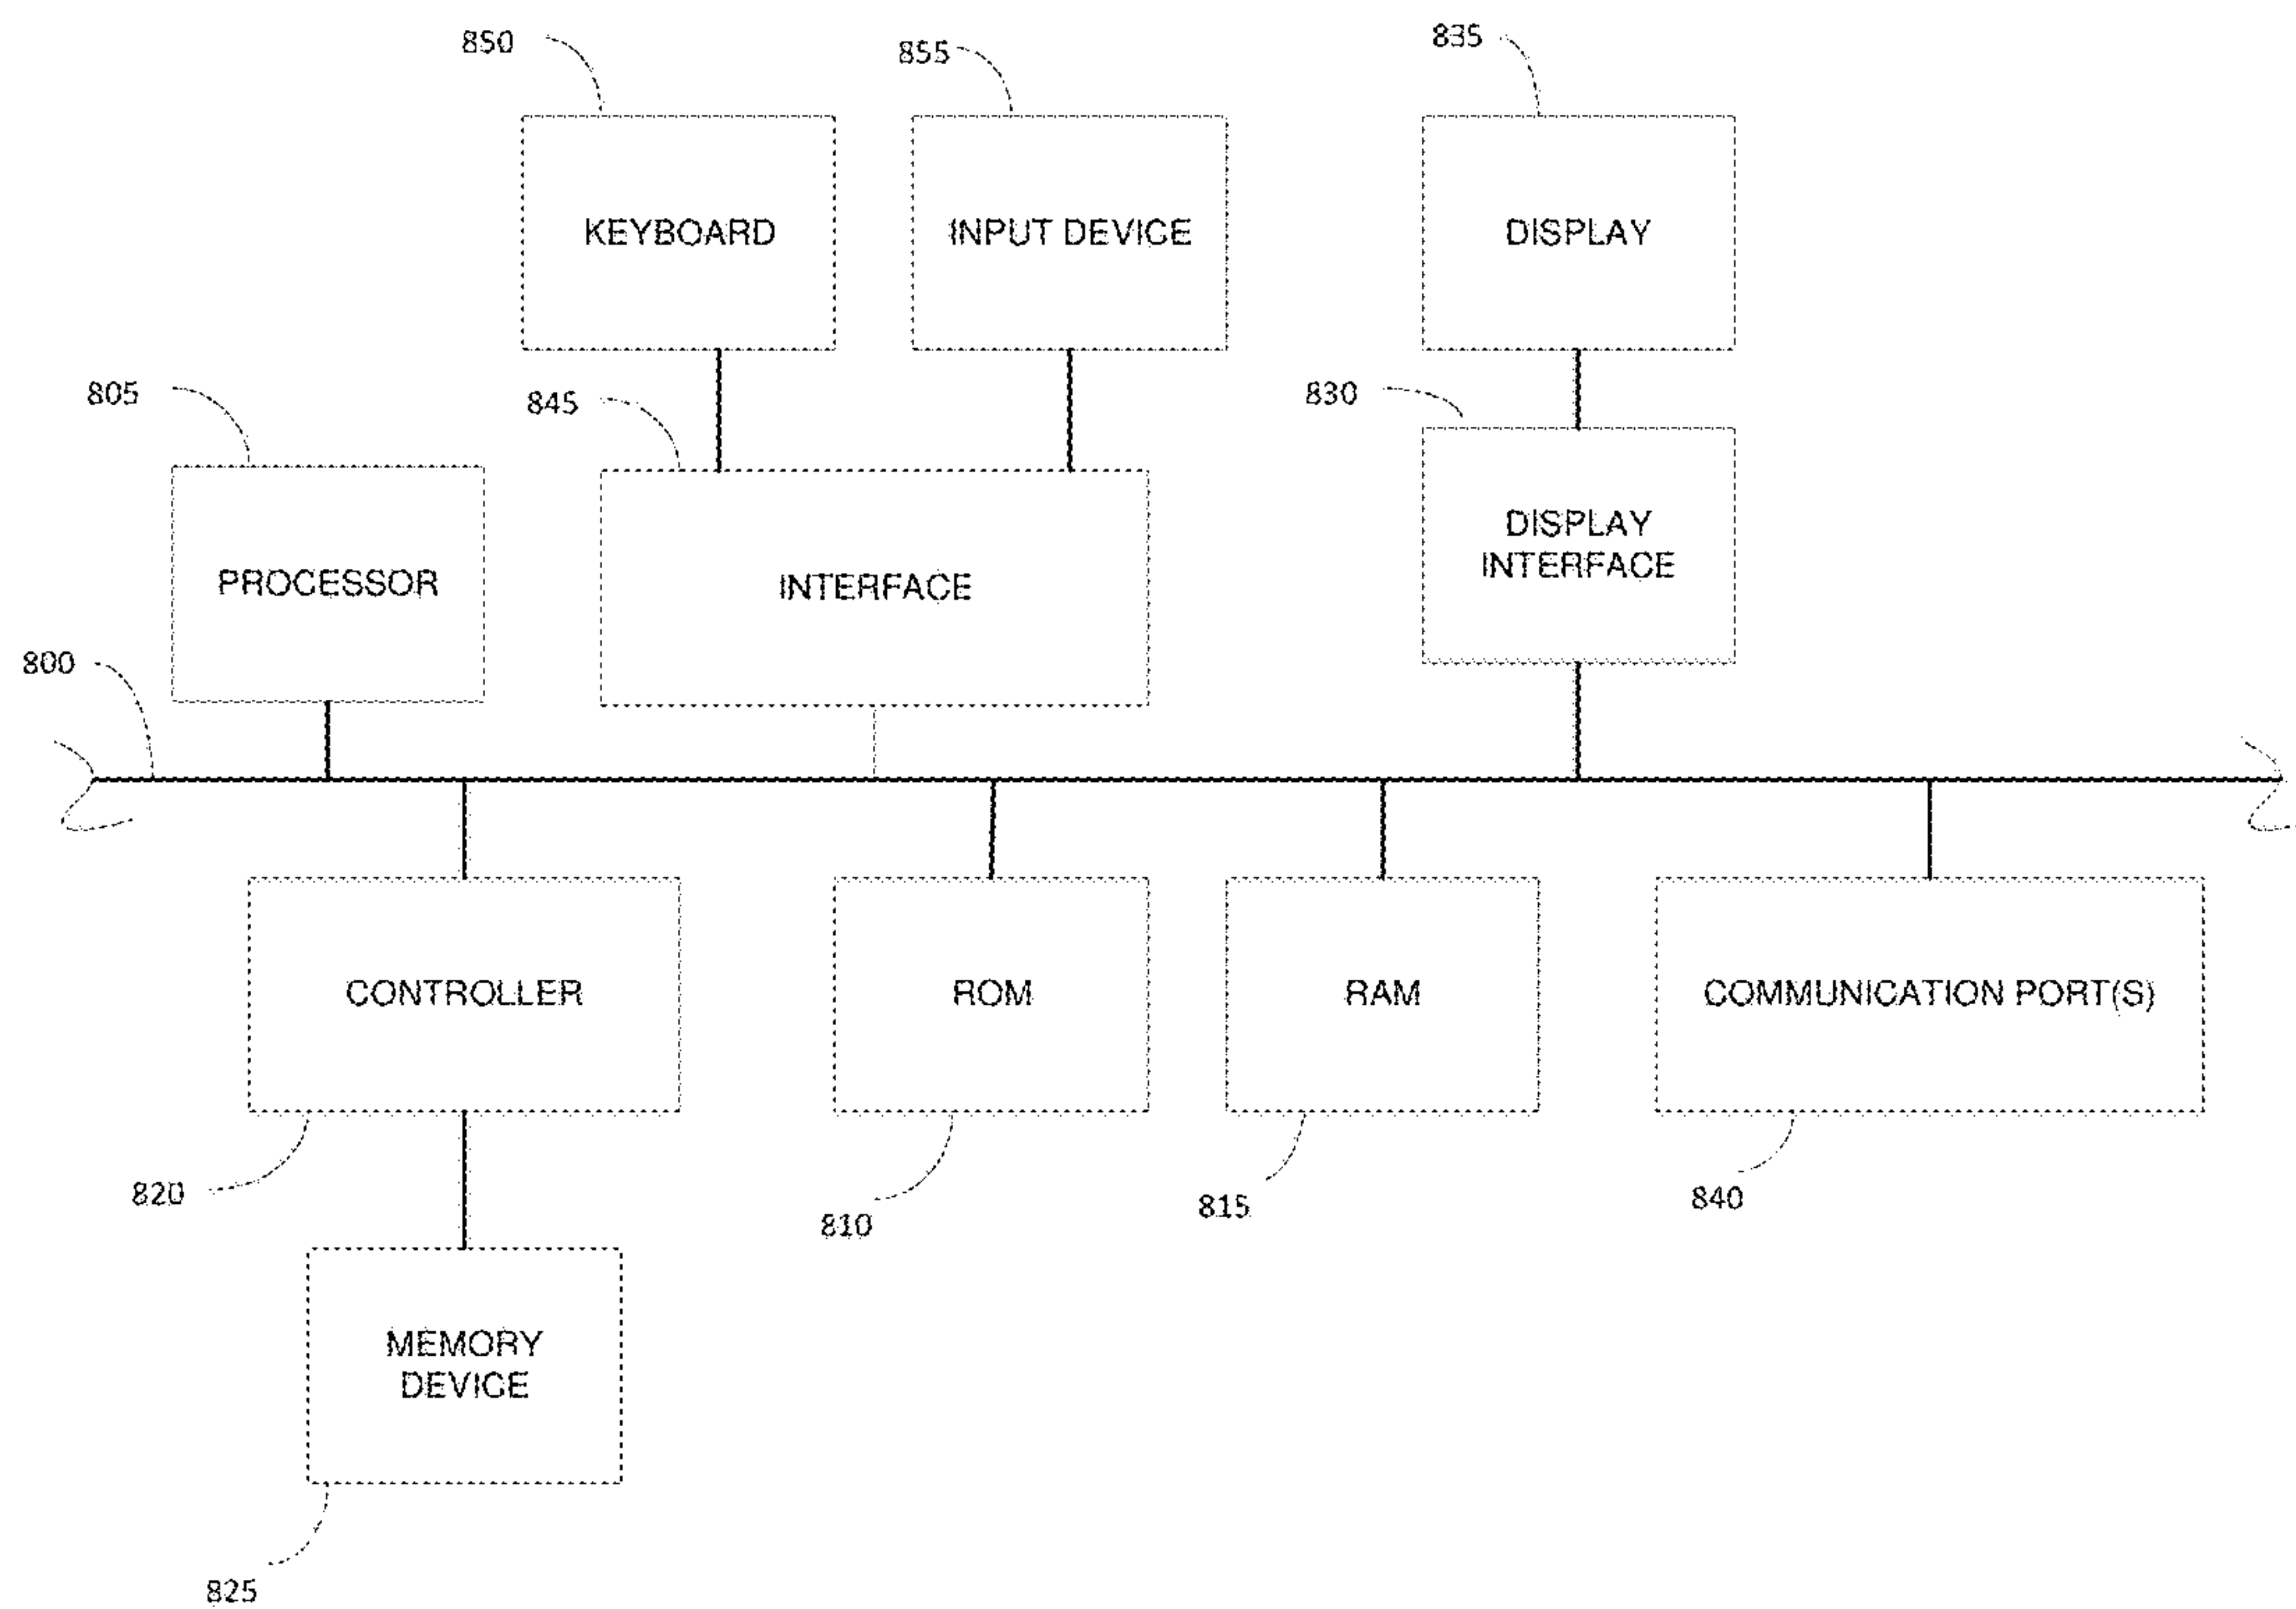 850
855
835
KEYBOARD
INPUT DEVICE
DISPLAY
805
845
830
PROCESSOR
INTERFACE
DISPLAY
INTERFACE
800
CONTROLLER
ROM
RAM
COMMUNICATION PORT(S)
820
810
815
840
MEMORY
DEVICE
825